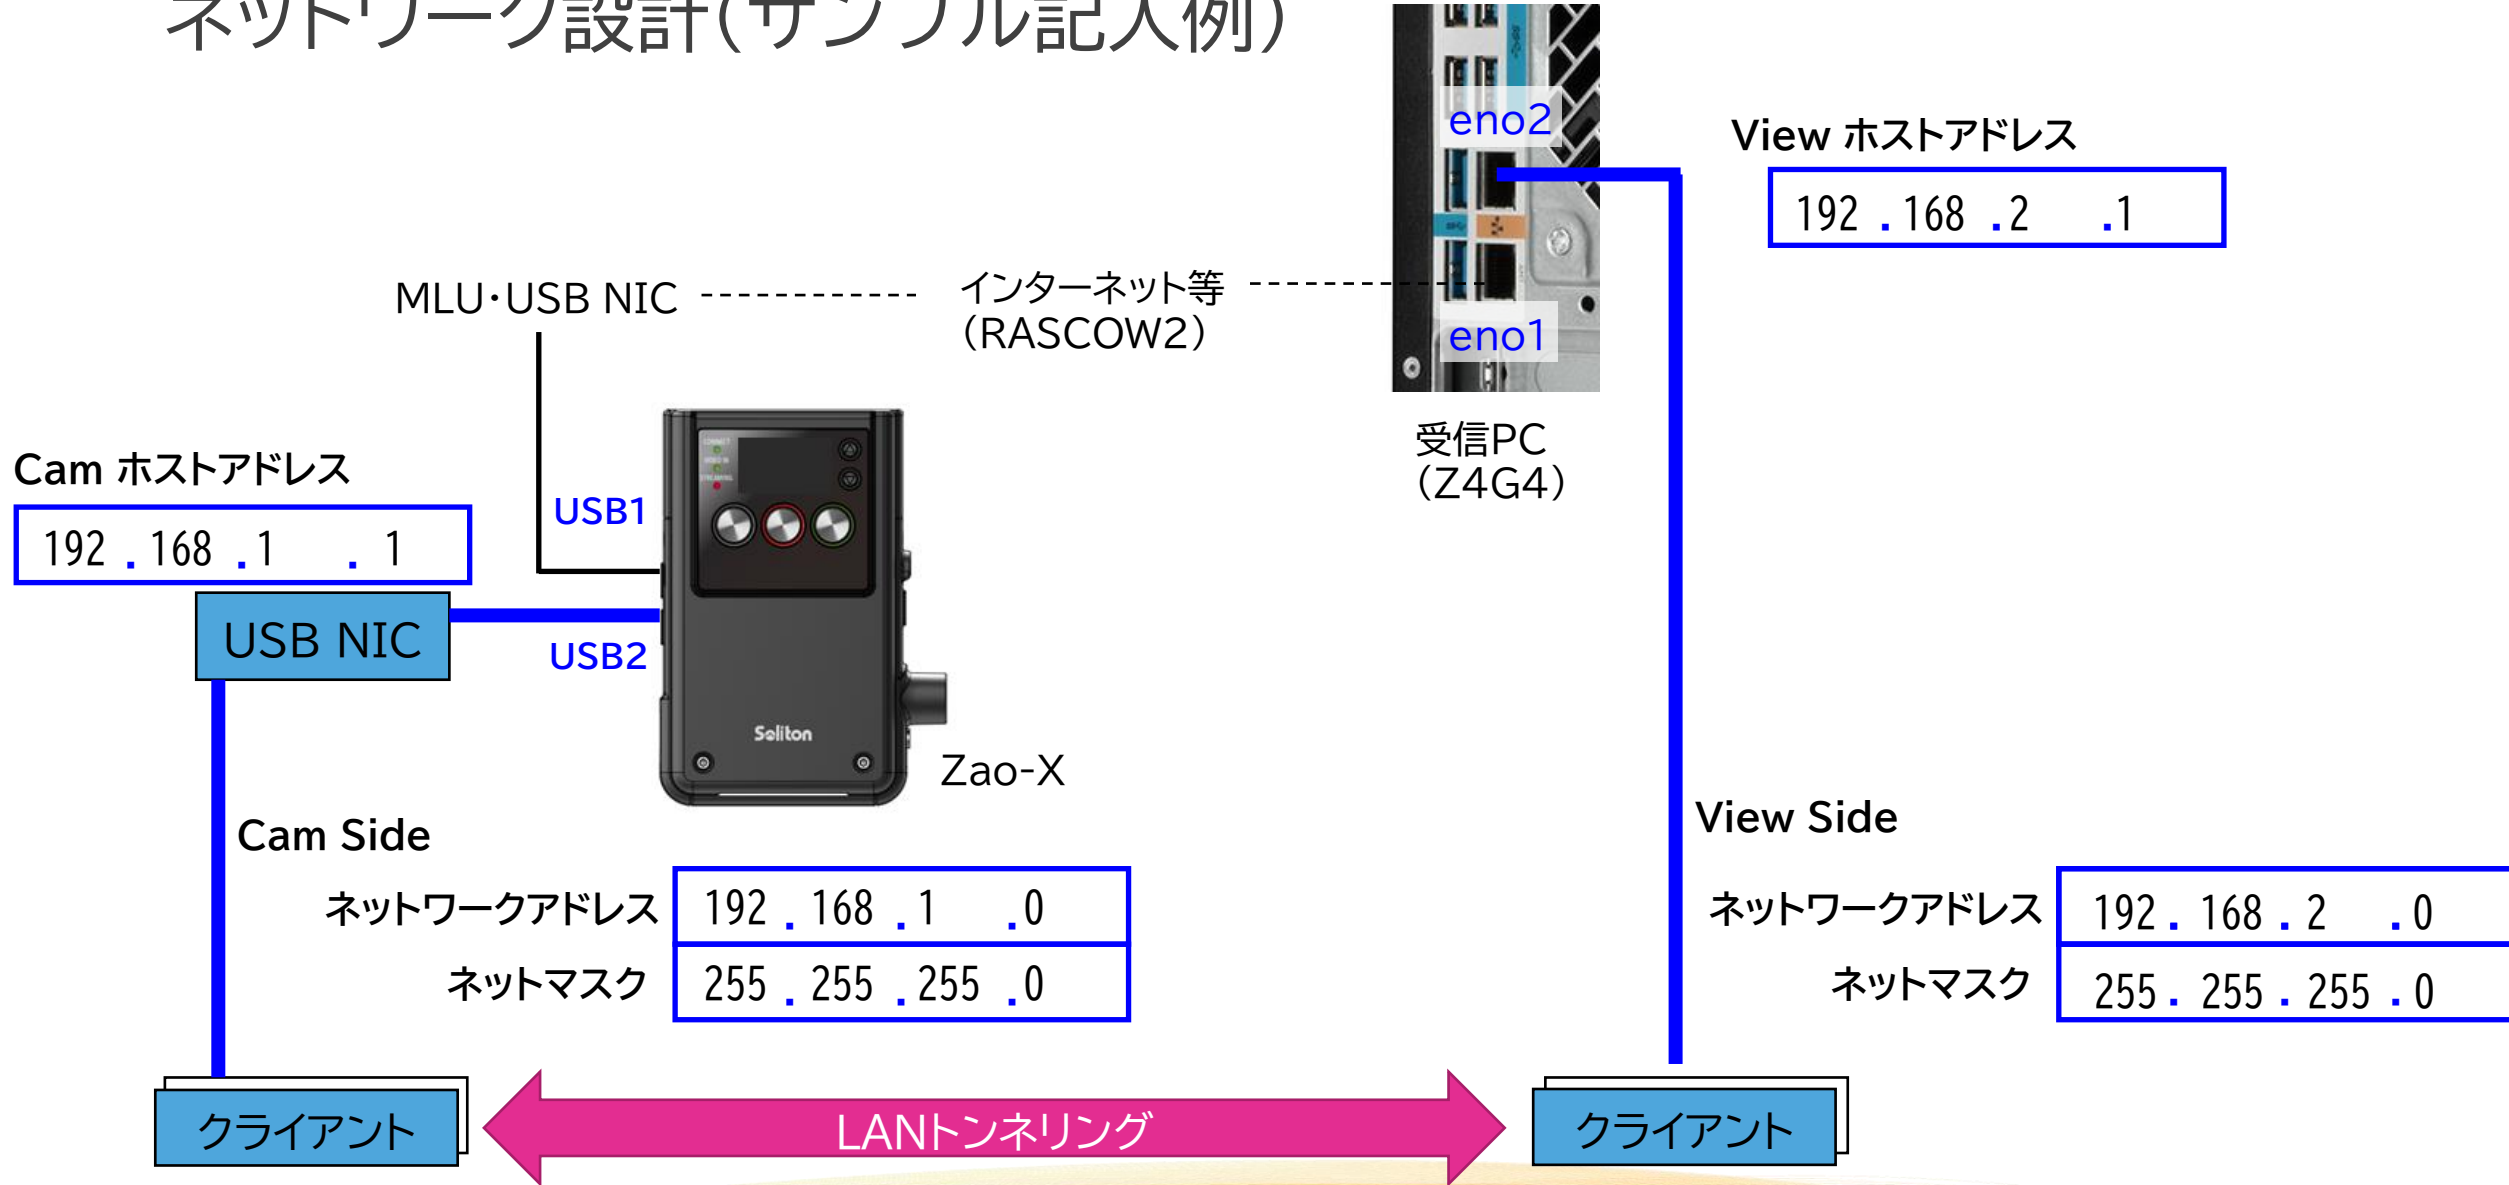 ネットワーク設計(サンプル記入例)
eno2
View ホストアドレス
192 . 168 . 2 . 1
MLU・USB NIC
インターネット等
(RASCOW2)
eno1
受信PC
(Z4G4)
Cam ホストアドレス
192 . 168 . 1 . 1
USB1
USB NIC
USB2
Soliton
Zao-X
Cam Side
ネットワークアドレス
192 . 168 . 1 . 0
ネットマスク
255 . 255 . 255 . 0
View Side
ネットワークアドレス
192 . 168 . 2 . 0
ネットマスク
255 . 255 . 255 . 0
クライアント
LANトンネリング
クライアント